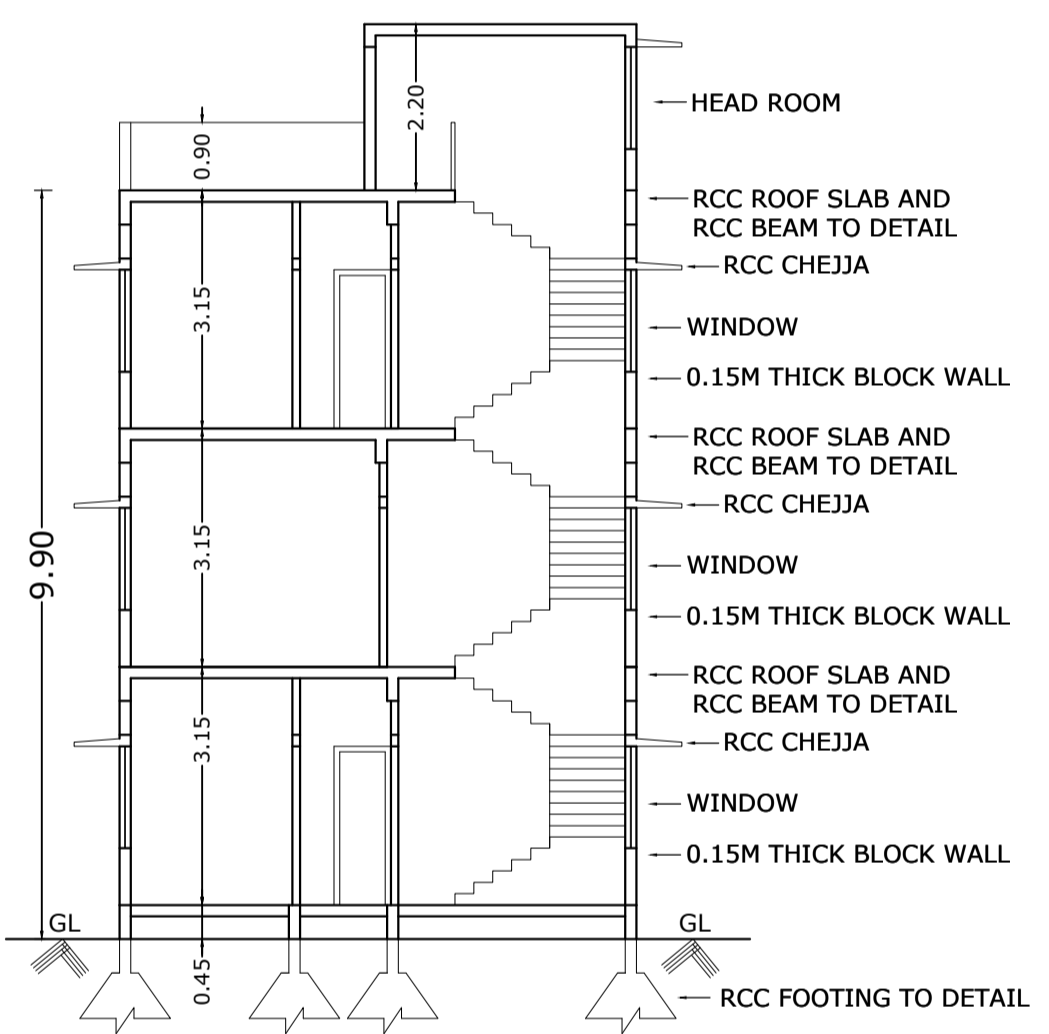 2.20
HEAD ROOM
0.90
RCC ROOF SLAB AND
RCC BEAM TO DETAIL
RCC CHEJJA
3.15
WINDOW
0.15M THICK BLOCK WALL
RCC ROOF SLAB AND
RCC BEAM TO DETAIL
RCC CHEJJA
3.15
9.90
WINDOW
0.15M THICK BLOCK WALL
RCC ROOF SLAB AND
RCC BEAM TO DETAIL
3.15
RCC CHEJJA
WINDOW
0.15M THICK BLOCK WALL
GL
GL
0.45
RCC FOOTING TO DETAIL